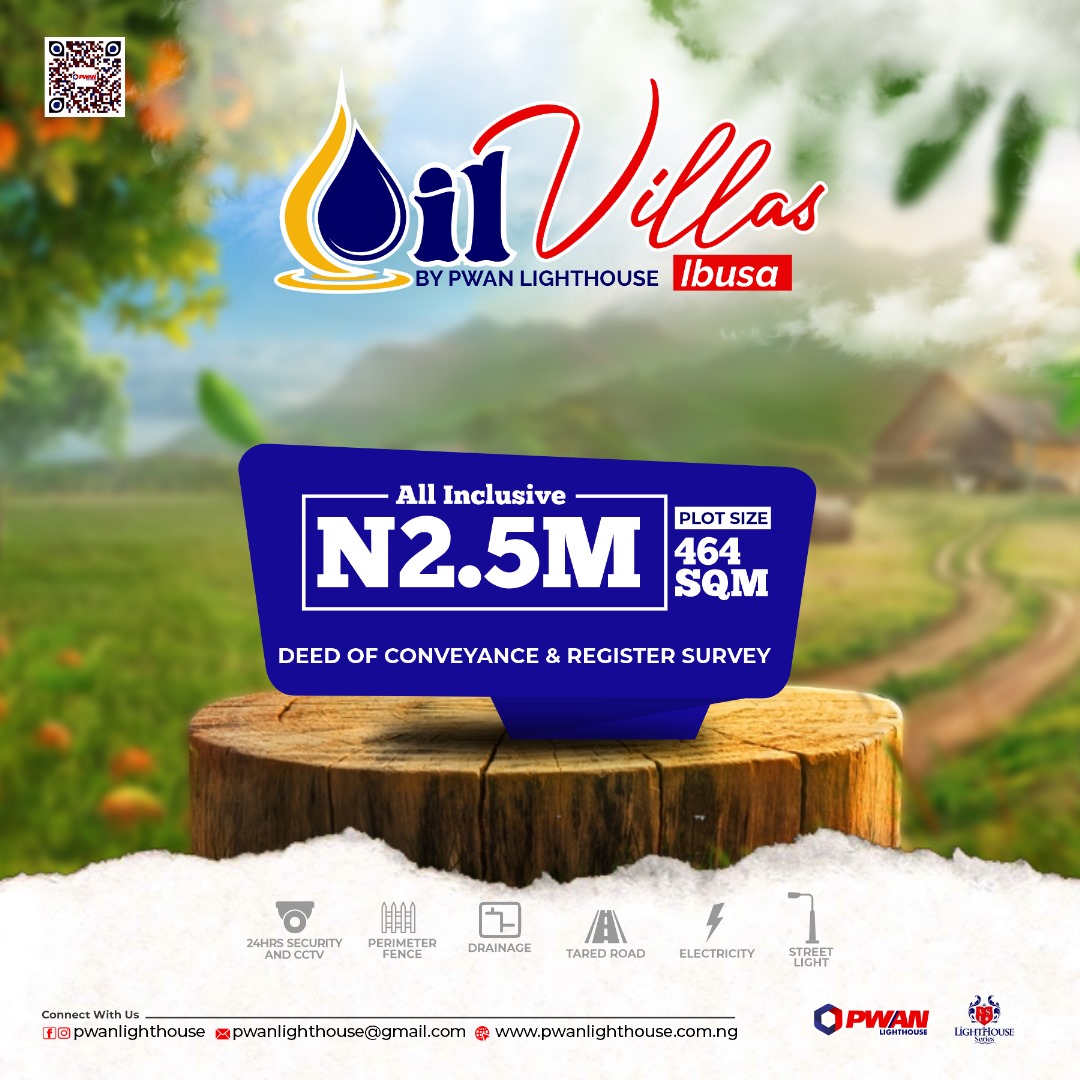 Oil Villas
BY PWAN LIGHTHOUSE Ibusa
All Inclusive
N2.5M
PLOT SIZE
464
SQM
DEED OF CONVEYANCE & REGISTER SURVEY
24HRS SECURITY
AND CCTV
PERIMETER
FENCE
DRAINAGE
TARED ROAD
ELECTRICITY
STREET
LIGHT
Connect With Us
pwanlighthouse pwanlighthouse@gmail.com www.pwanlighthouse.com.ng
PWAN
LIGHTHOUSE
LIGHTHOUSE
Series